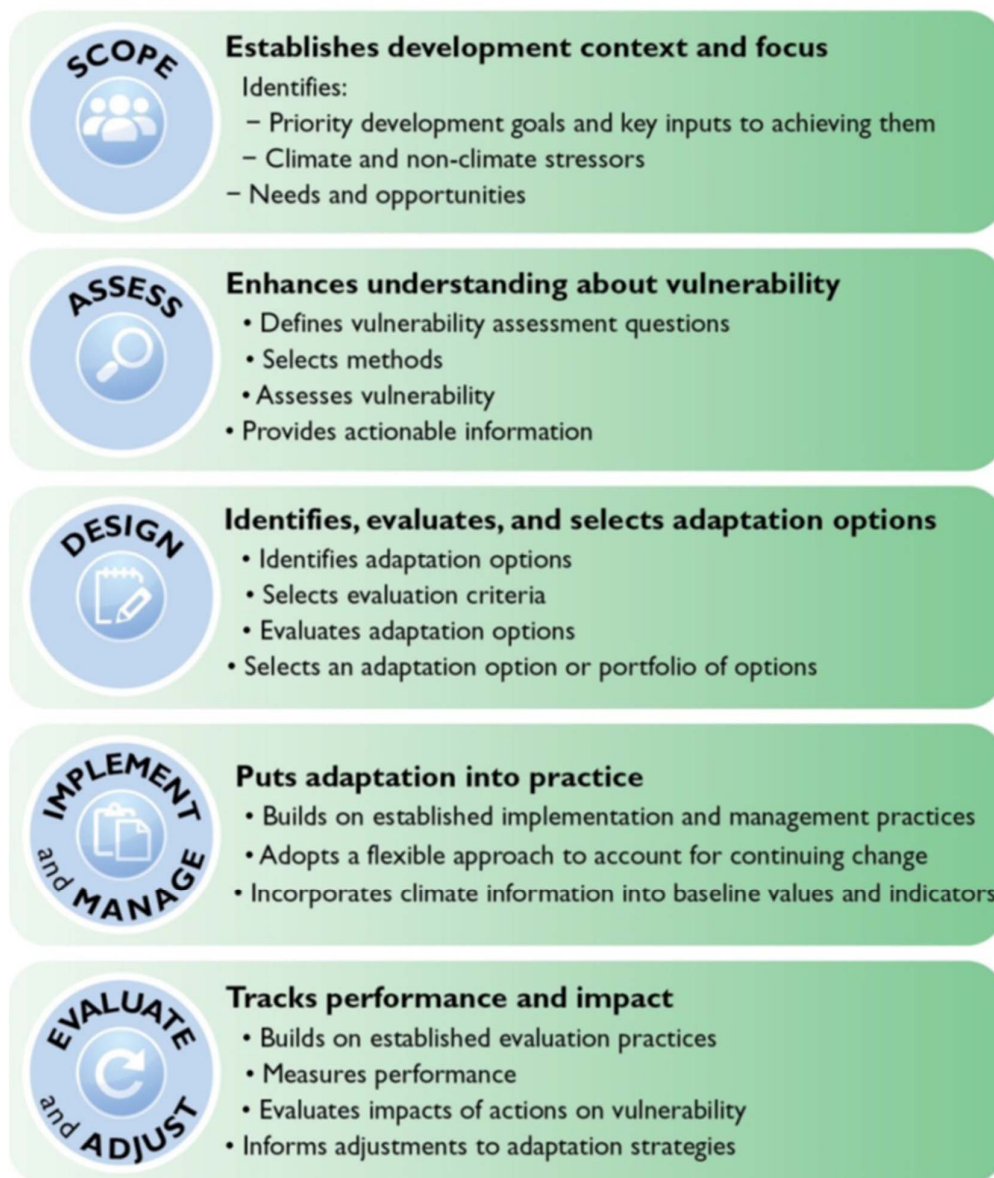 SCOPE
Establishes development context and focus
Identifies:
– Priority development goals and key inputs to achieving them
– Climate and non-climate stressors
– Needs and opportunities
ASSESS
Enhances understanding about vulnerability
• Defines vulnerability assessment questions
• Selects methods
• Assesses vulnerability
• Provides actionable information
DESIGN
Identifies, evaluates, and selects adaptation options
• Identifies adaptation options
• Selects evaluation criteria
• Evaluates adaptation options
• Selects an adaptation option or portfolio of options
IMPLEMENT
and MANAGE
Puts adaptation into practice
• Builds on established implementation and management practices
• Adopts a flexible approach to account for continuing change
• Incorporates climate information into baseline values and indicators
EVALUATE
and ADJUST
Tracks performance and impact
• Builds on established evaluation practices
• Measures performance
• Evaluates impacts of actions on vulnerability
• Informs adjustments to adaptation strategies